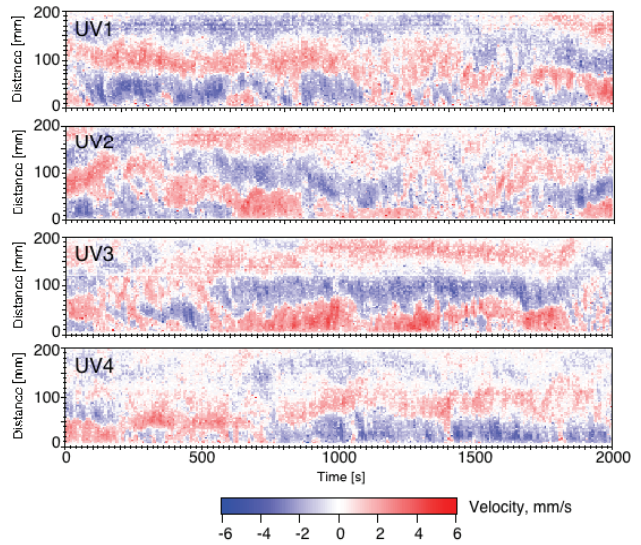 200
UV1
Distance [mm]
100
0
200
UV2
Distance [mm]
100
0
200
UV3
Distance [mm]
100
0
200
UV4
Distance [mm]
100
0
0 500 1000 1500 2000
Time [s]
Velocity, mm/s
-6 -4 -2 0 2 4 6